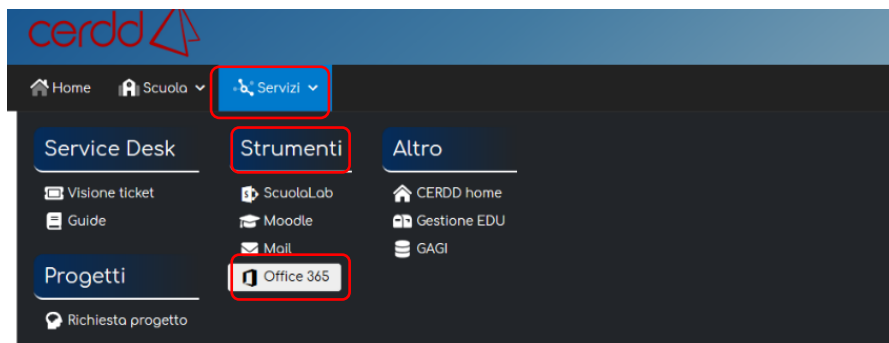 cerdd
Home Scuola Servizi
Service Desk
Visione ticket
Guide
Progetti
Richiesta progetto
Strumenti
ScuolaLab
Moodle
Mail
Office 365
Altro
CERDD home
Gestione EDU
GAGI